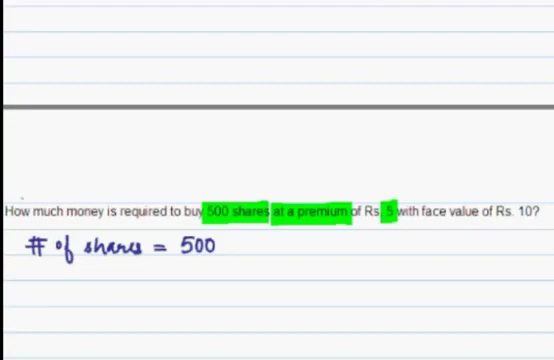 How much money is required to buy 500 shares at a premium of Rs. 5 with face value of Rs. 10?
# of shares = 500